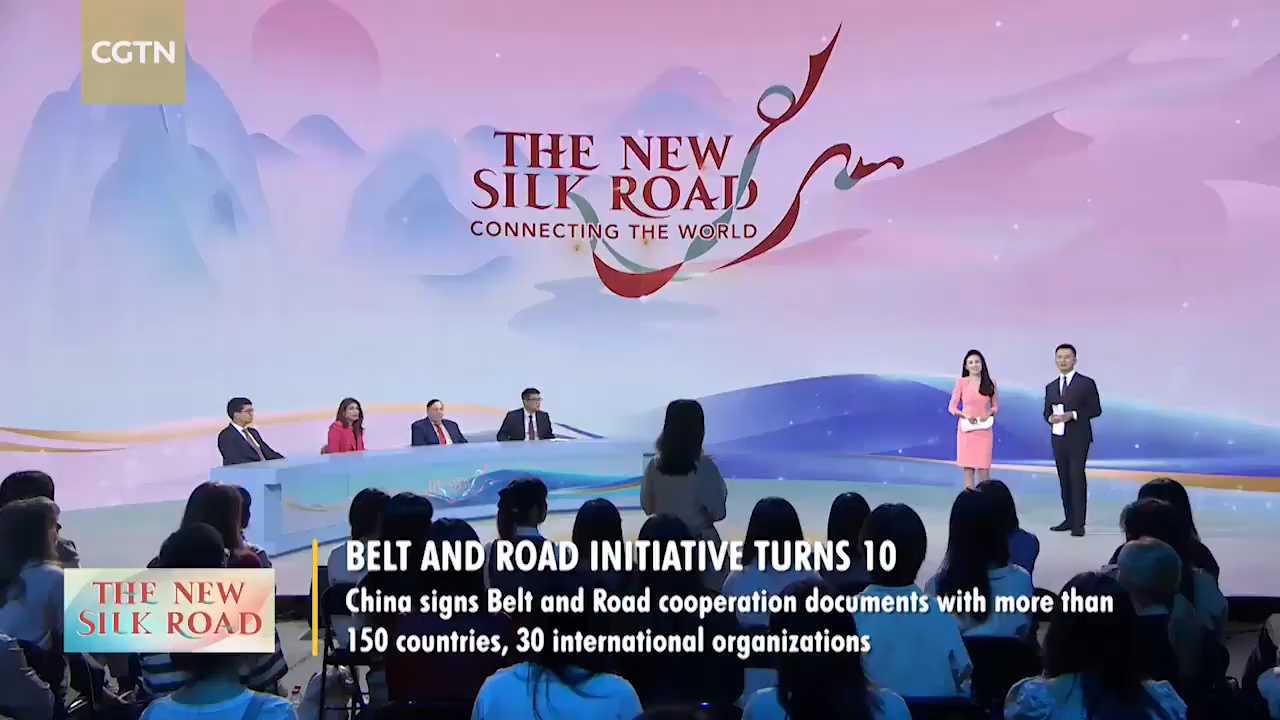 CGTN
THE NEW
SILK ROAD
CONNECTING THE WORLD
BELT AND ROAD INITIATIVE TURNS 10
China signs Belt and Road cooperation documents with more than
150 countries, 30 international organizations
THE NEW
SILK ROAD